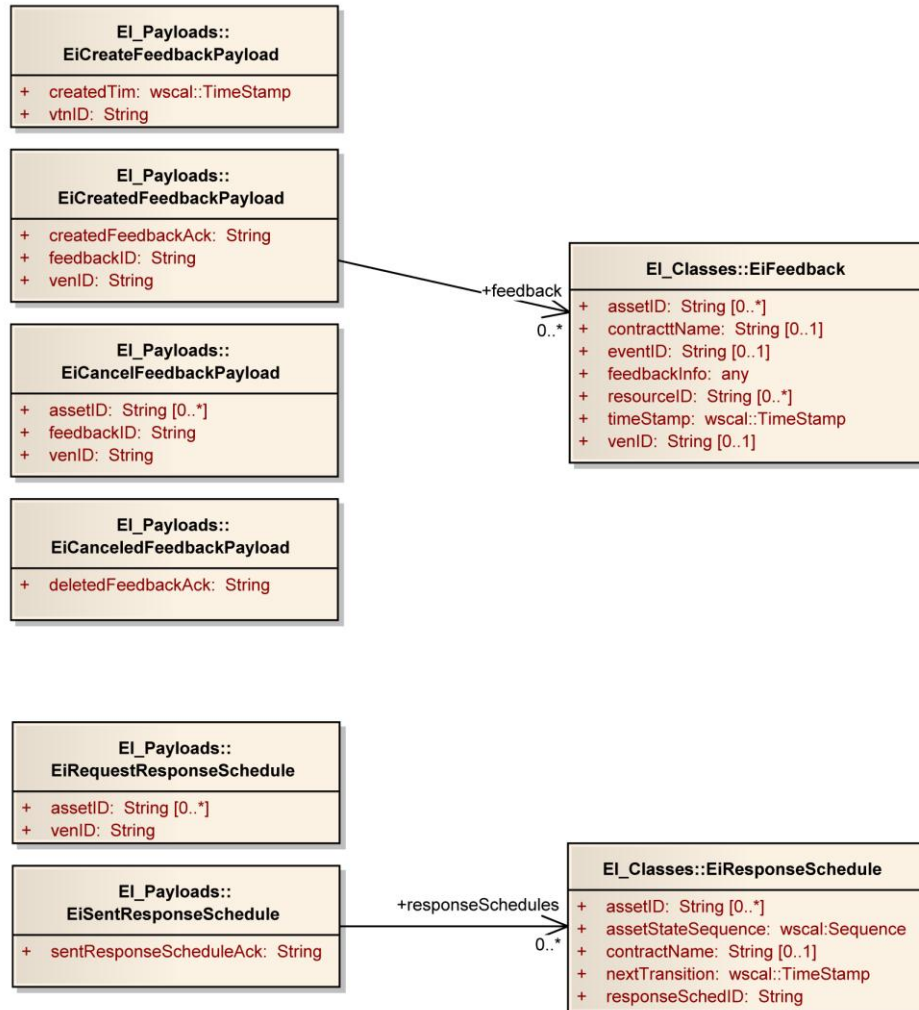 EI_Payloads::
EiCreateFeedbackPayload
+ createdTim: wscal::TimeStamp
+ vtnID: String
EI_Payloads::
EiCreatedFeedbackPayload
+ createdFeedbackAck: String
+ feedbackID: String
+ venID: String
+feedback
0..*
EI_Classes::EiFeedback
+ assetID: String [0..*]
+ contracttName: String [0..1]
+ eventID: String [0..1]
+ feedbackInfo: any
+ resourceID: String [0..*]
+ timeStamp: wscal::TimeStamp
+ venID: String [0..1]
EI_Payloads::
EiCancelFeedbackPayload
+ assetID: String [0..*]
+ feedbackID: String
+ venID: String
EI_Payloads::
EiCanceledFeedbackPayload
+ deletedFeedbackAck: String
EI_Payloads::
EiRequestResponseSchedule
+ assetID: String [0..*]
+ venID: String
EI_Payloads::
EiSentResponseSchedule
+ sentResponseScheduleAck: String
+responseSchedules
0..*
EI_Classes::EiResponseSchedule
+ assetID: String [0..*]
+ assetStateSequence: wscal:Sequence
+ contractName: String [0..1]
+ nextTransition: wscal::TimeStamp
+ responseSchedID: String